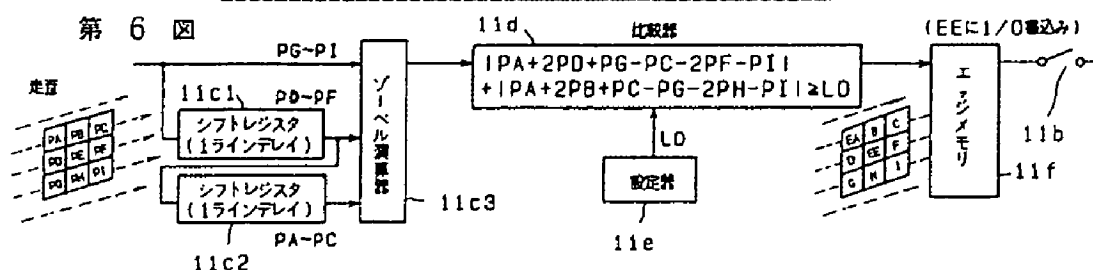 第 6 図
走査
PA PB PC
PD PE PF
PG PH PI
PG~PI
11c1
PD~PF
シフトレジスタ
(1ラインデレイ)
シフトレジスタ
(1ラインデレイ)
11c2
PA~PC
ゾーベル演算器
11c3
11d
比較器
|PA+2PD+PG-PC-2PF-PI|
+|PA+2PB+PC-PG-2PH-PI|≧LO
LO
設定器
11e
(EEに1/0書込み)
EA B C
D EE F
G H I
エッジメモリ
11f
11b